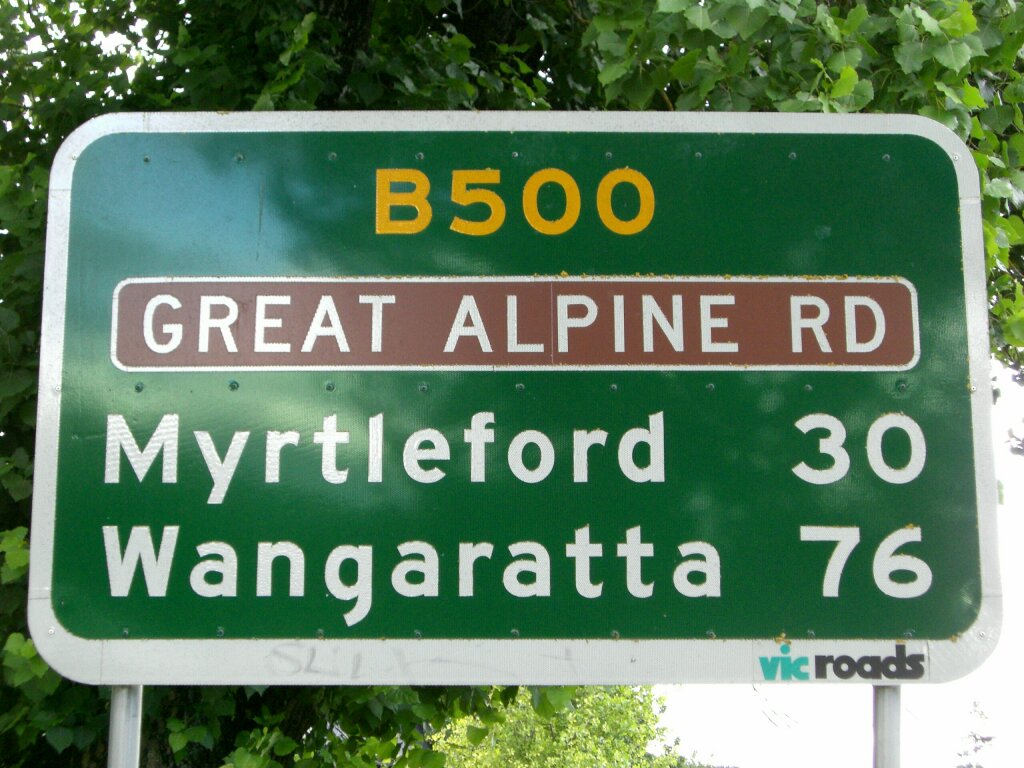 B500
GREAT ALPINE RD
Myrtleford 30
Wangaratta 76
vicroads